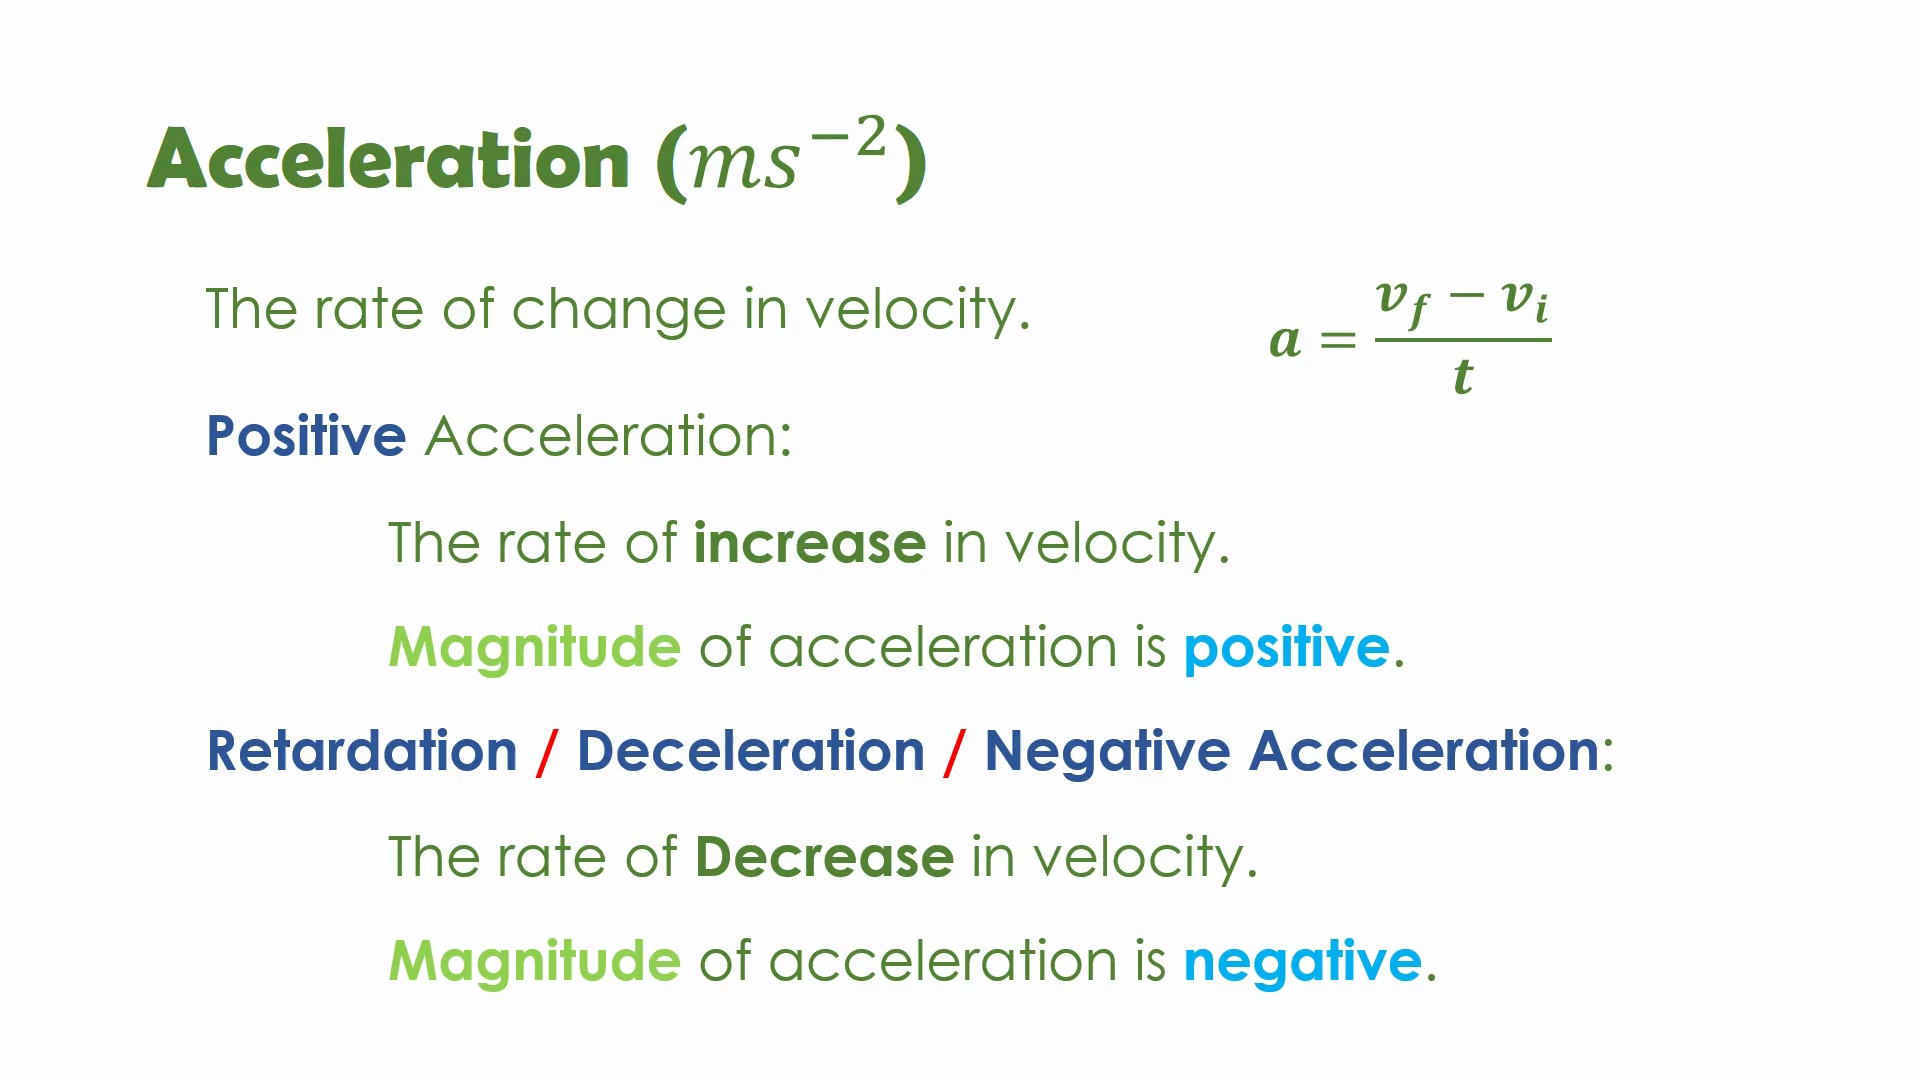 Acceleration (ms⁻²)
The rate of change in velocity.
a = (v_f − v_i) / t
Positive Acceleration:
The rate of increase in velocity.
Magnitude of acceleration is positive.
Retardation / Deceleration / Negative Acceleration:
The rate of Decrease in velocity.
Magnitude of acceleration is negative.